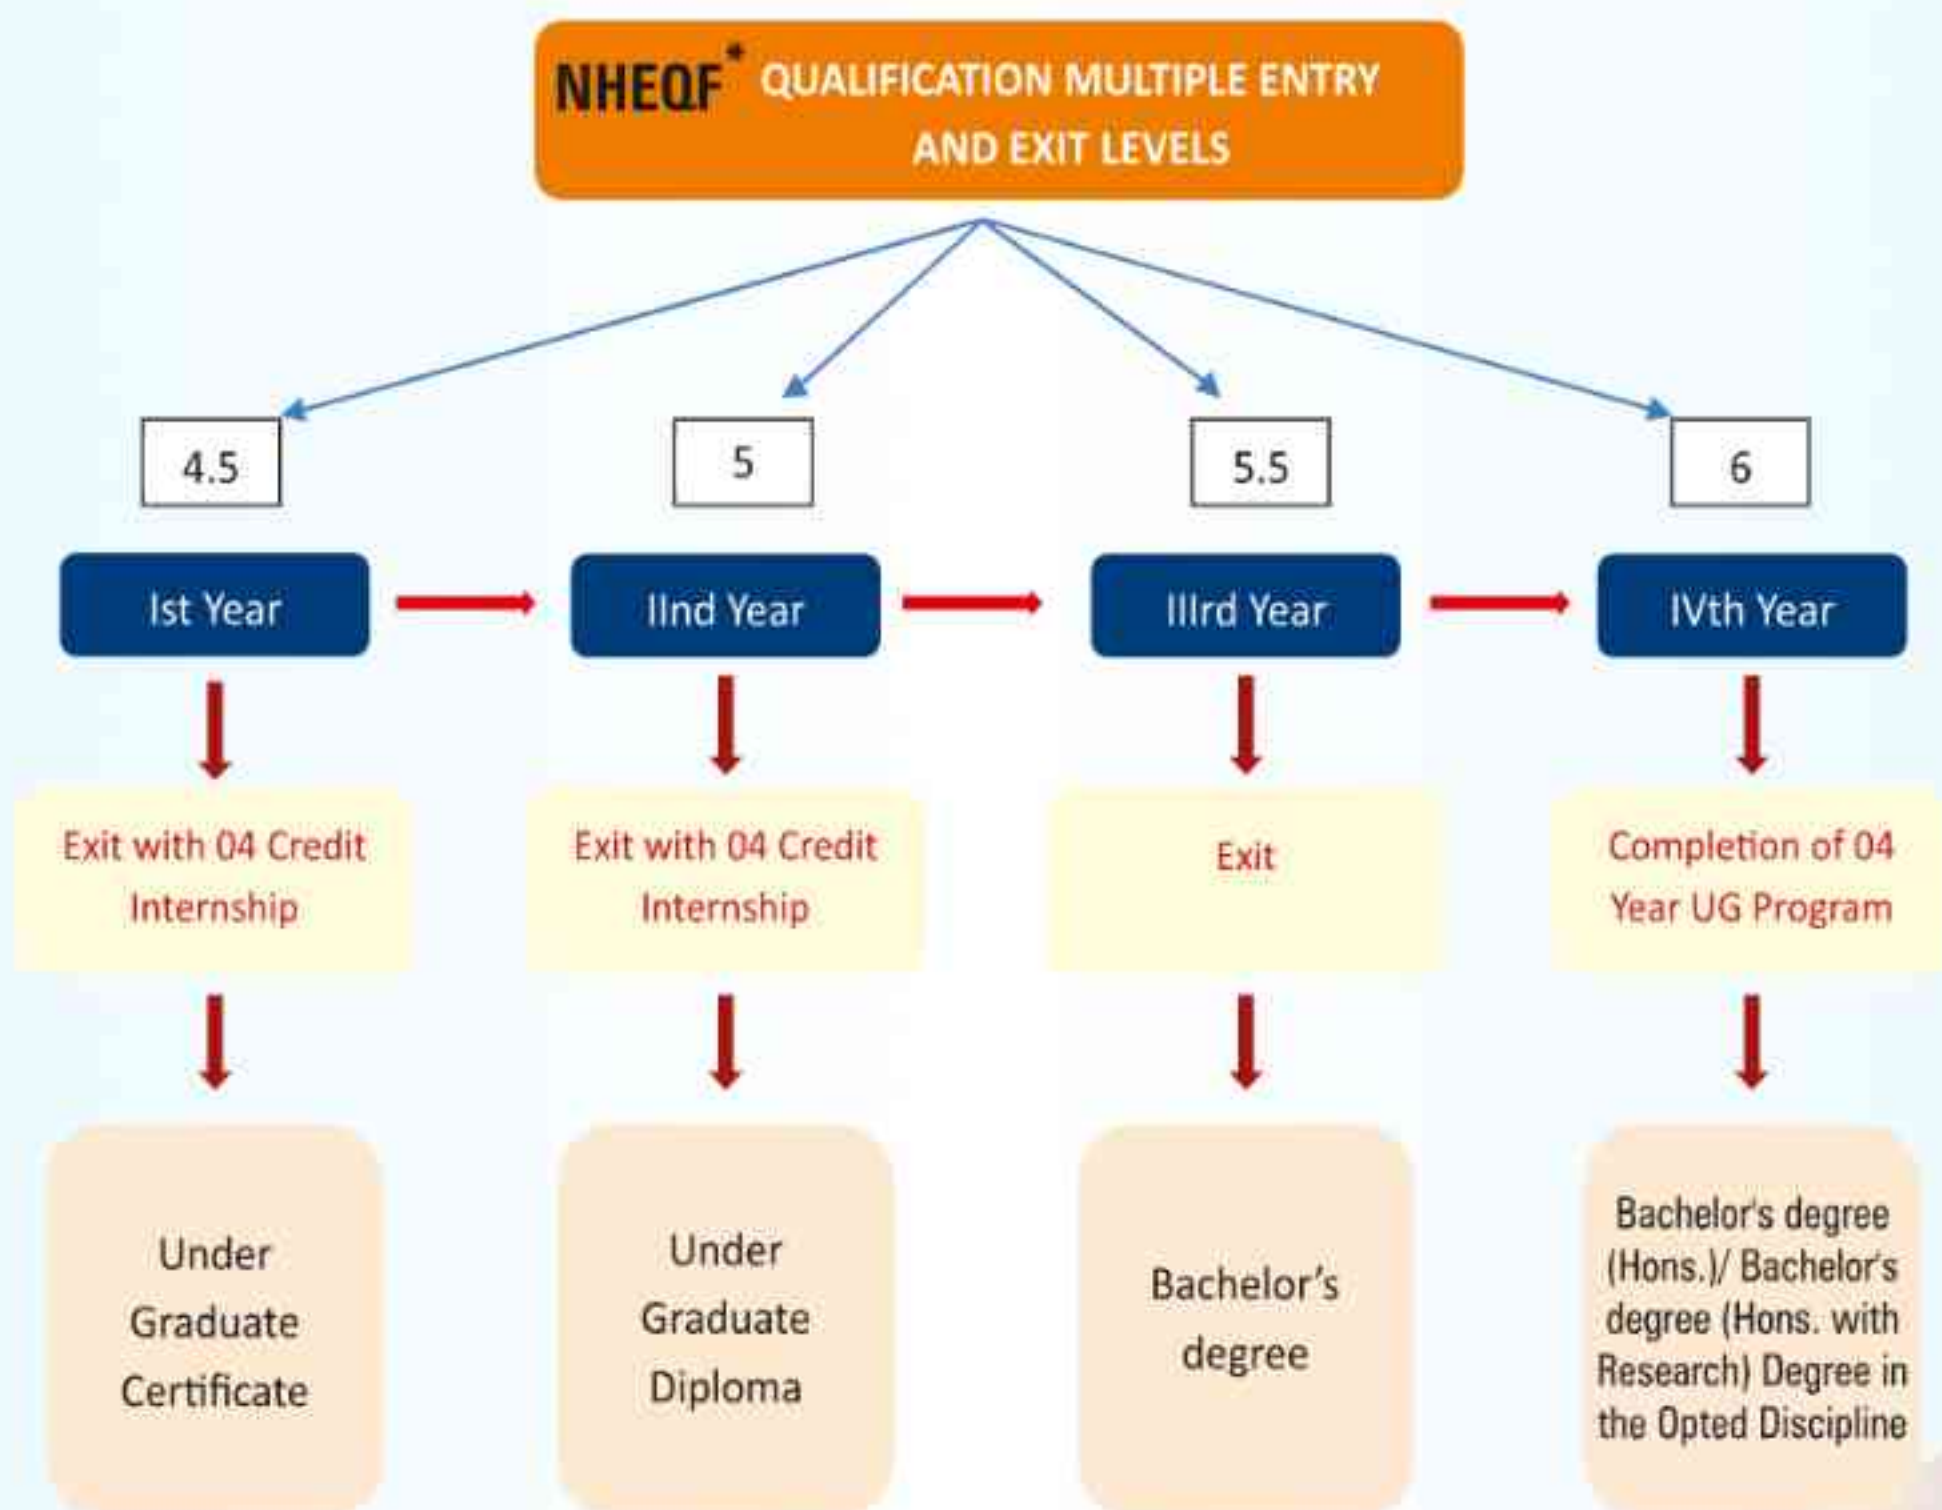 NHEQF* QUALIFICATION MULTIPLE ENTRY
AND EXIT LEVELS
4.5
5
5.5
6
Ist Year
IInd Year
IIIrd Year
IVth Year
Exit with 04 Credit
Internship
Exit with 04 Credit
Internship
Exit
Completion of 04
Year UG Program
Under
Graduate
Certificate
Under
Graduate
Diploma
Bachelor’s
degree
Bachelor's degree
(Hons.)/ Bachelor's
degree (Hons. with
Research) Degree in
the Opted Discipline